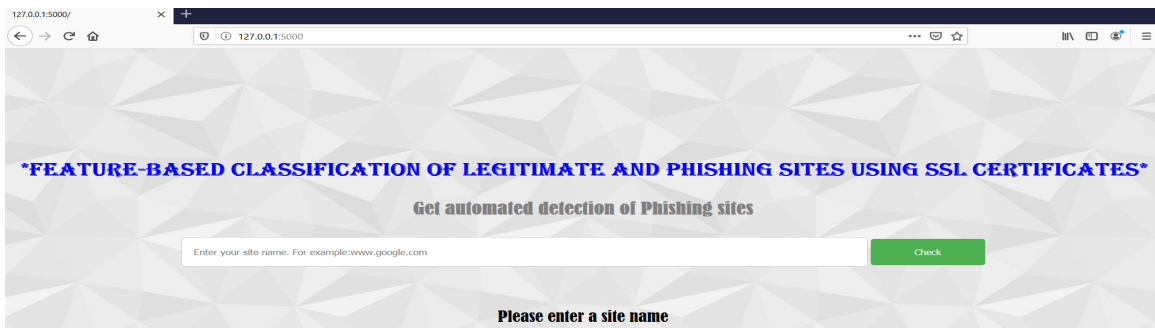 127.0.0.1:5000/
127.0.0.1:5000
*FEATURE-BASED CLASSIFICATION OF LEGITIMATE AND PHISHING SITES USING SSL CERTIFICATES*
Get automated detection of Phishing sites
Enter your site name. For example:www.google.com
Check
Please enter a site name